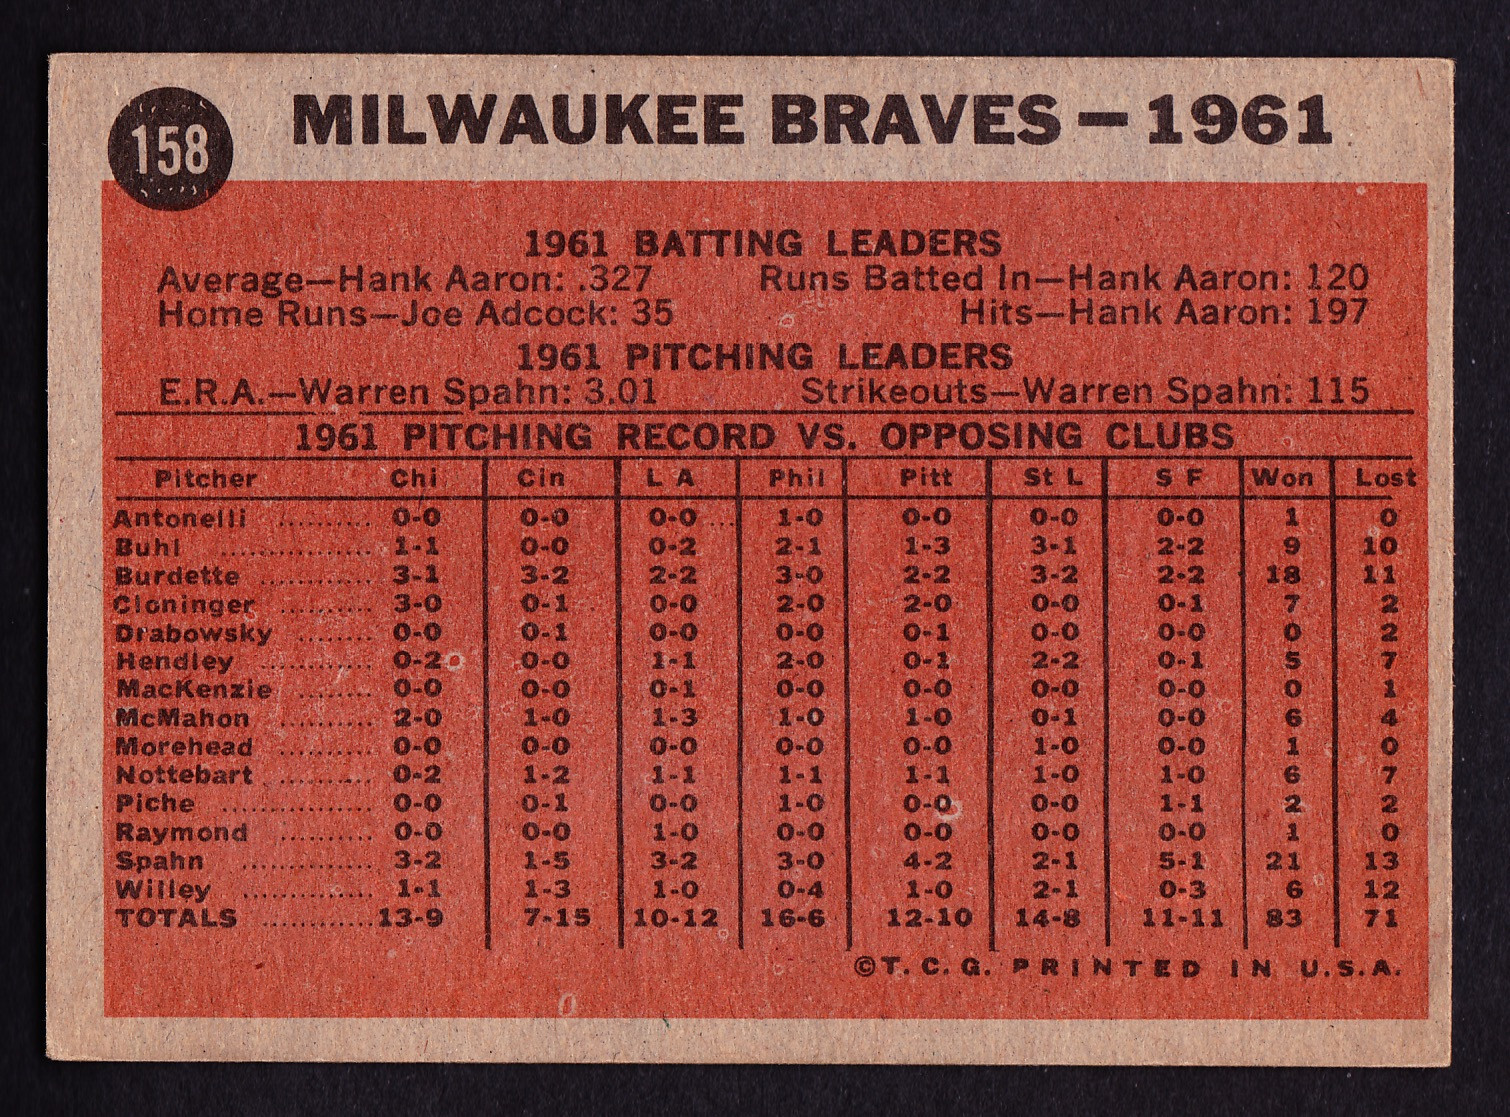 158
MILWAUKEE BRAVES — 1961
1961 BATTING LEADERS
Average—Hank Aaron: .327 Runs Batted In—Hank Aaron: 120
Home Runs—Joe Adcock: 35 Hits—Hank Aaron: 197
1961 PITCHING LEADERS
E.R.A.—Warren Spahn: 3.01 Strikeouts—Warren Spahn: 115
1961 PITCHING RECORD VS. OPPOSING CLUBS
Pitcher Chi Cin L A Phil Pitt St L S F Won Lost
Antonelli .......... 0-0 0-0 0-0 ... 1-0 0-0 0-0 0-0 1 0
Buhl ................ 1-1 0-0 0-2 2-1 1-3 3-1 2-2 9 10
Burdette ............ 3-1 3-2 2-2 3-0 2-2 3-2 2-2 18 11
Cloninger .......... 3-0 0-1 0-0 2-0 2-0 0-0 0-1 7 2
Drabowsky ........ 0-0 0-1 0-0 0-0 0-1 0-0 0-0 0 2
Hendley ............ 0-2 0-0 1-1 2-0 0-1 2-2 0-1 5 7
MacKenzie ........ 0-0 0-0 0-1 0-0 0-0 0-0 0-0 0 1
McMahon .......... 2-0 1-0 1-3 1-0 1-0 0-1 0-0 6 4
Morehead .......... 0-0 0-0 0-0 0-0 0-0 1-0 0-0 1 0
Nottebart .......... 0-2 1-2 1-1 1-1 1-1 1-0 1-0 6 7
Piche ................ 0-0 0-1 0-0 1-0 0-0 0-0 1-1 2 2
Raymond .......... 0-0 0-0 1-0 0-0 0-0 0-0 0-0 1 0
Spahn .............. 3-2 1-5 3-2 3-0 4-2 2-1 5-1 21 13
Willey .............. 1-1 1-3 1-0 0-4 1-0 2-1 0-3 6 12
TOTALS ............ 13-9 7-15 10-12 16-6 12-10 14-8 11-11 83 71
©T. C. G. PRINTED IN U.S.A.